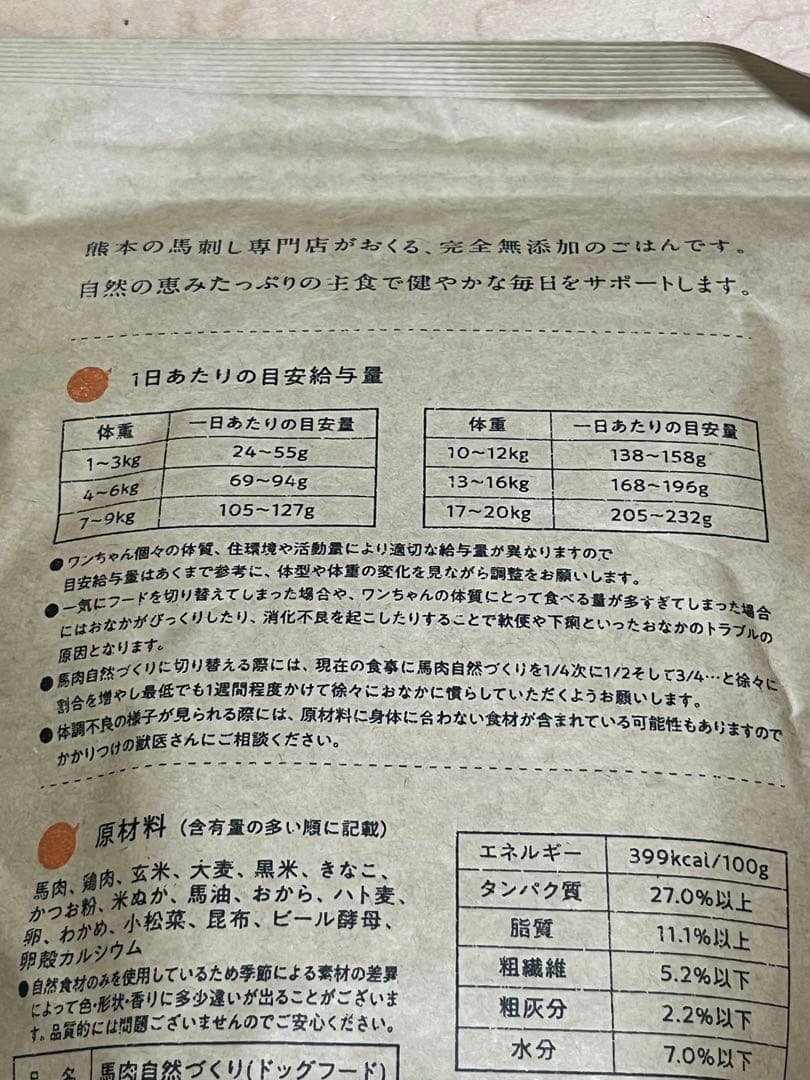 熊本の馬刺し専門店がおくる、完全無添加のごはんです。
自然の恵みたっぷりの主食で健やかな毎日をサポートします。
1日あたりの目安給与量
体重 一日あたりの目安量
1〜3kg 24〜55g
4〜6kg 69〜94g
7〜9kg 105〜127g
体重 一日あたりの目安量
10〜12kg 138〜158g
13〜16kg 168〜196g
17〜20kg 205〜232g
●ワンちゃん個々の体質、住環境や活動量により適切な給与量が異なりますので
目安給与量はあくまで参考に、体型や体重の変化を見ながら調整をお願いします。
●一気にフードを切り替えてしまった場合や、ワンちゃんの体質にとって食べる量が多すぎてしまった場合
にはおなかがびっくりしたり、消化不良を起こしたりすることで軟便や下痢といったおなかのトラブルの
原因となります。
●馬肉自然づくりに切り替える際には、現在の食事に馬肉自然づくりを1/4次に1/2そして3/4…と徐々に
割合を増やし最低でも1週間程度かけて徐々におなかに慣らしていただくようお願いします。
●体調不良の様子が見られる際には、原材料に身体に合わない食材が含まれている可能性もありますので
かかりつけの獣医さんにご相談ください。
原材料（含有量の多い順に記載）
馬肉、鶏肉、玄米、大麦、黒米、きなこ、
かつお粉、米ぬか、馬油、おから、ハト麦、
卵、わかめ、小松菜、昆布、ビール酵母、
卵殻カルシウム
●自然食材のみを使用しているため季節による素材の差異
によって色・形状・香りに多少違いが出ることがございま
す。品質的には問題ございませんのでご安心ください。
エネルギー 399kcal/100g
タンパク質 27.0%以上
脂質 11.1%以上
粗繊維 5.2%以下
粗灰分 2.2%以下
水分 7.0%以下
品 名 馬肉自然づくり(ドッグフード)